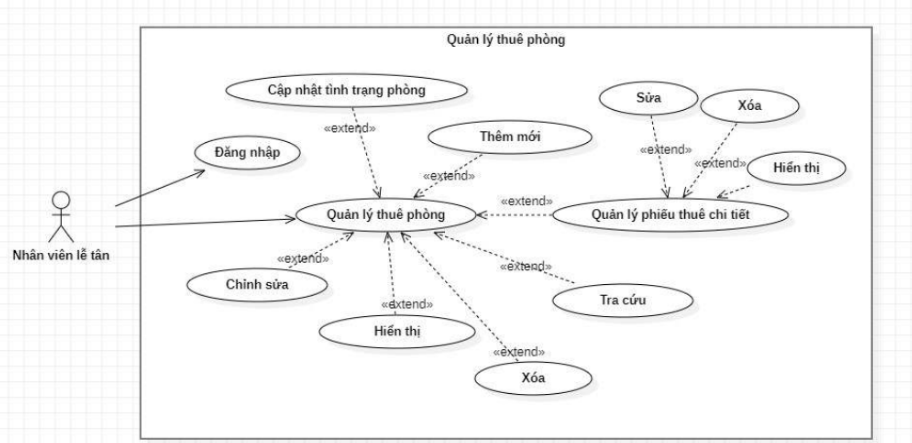 Quản lý thuê phòng
Cập nhật tình trạng phòng
Sửa
Xóa
«extend»
Thêm mới
Đăng nhập
«extend»
«extend»
«extend»
Hiển thị
«extend»
Quản lý thuê phòng
«extend»
Quản lý phiếu thuê chi tiết
Nhân viên lễ tân
«extend»
«extend»
Chỉnh sửa
Tra cứu
«extend»
Hiển thị
«extend»
Xóa